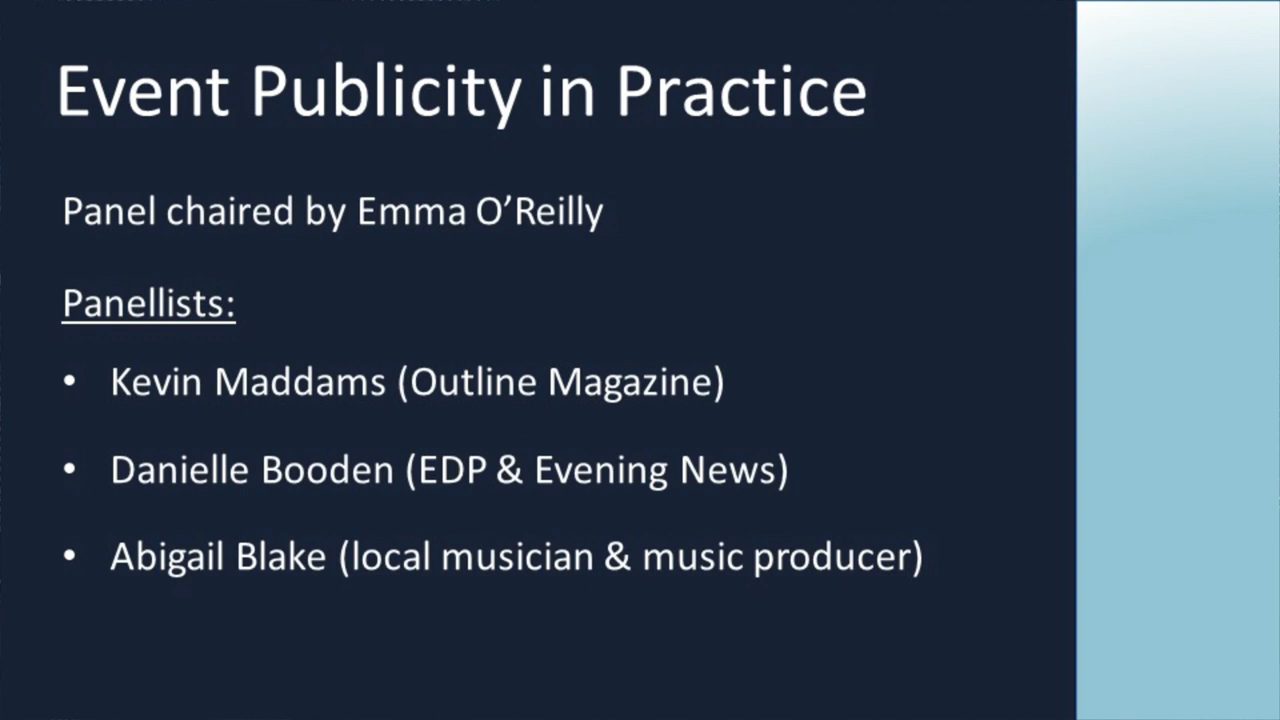 Event Publicity in Practice
Panel chaired by Emma O’Reilly
Panellists:
• Kevin Maddams (Outline Magazine)
• Danielle Booden (EDP & Evening News)
• Abigail Blake (local musician & music producer)